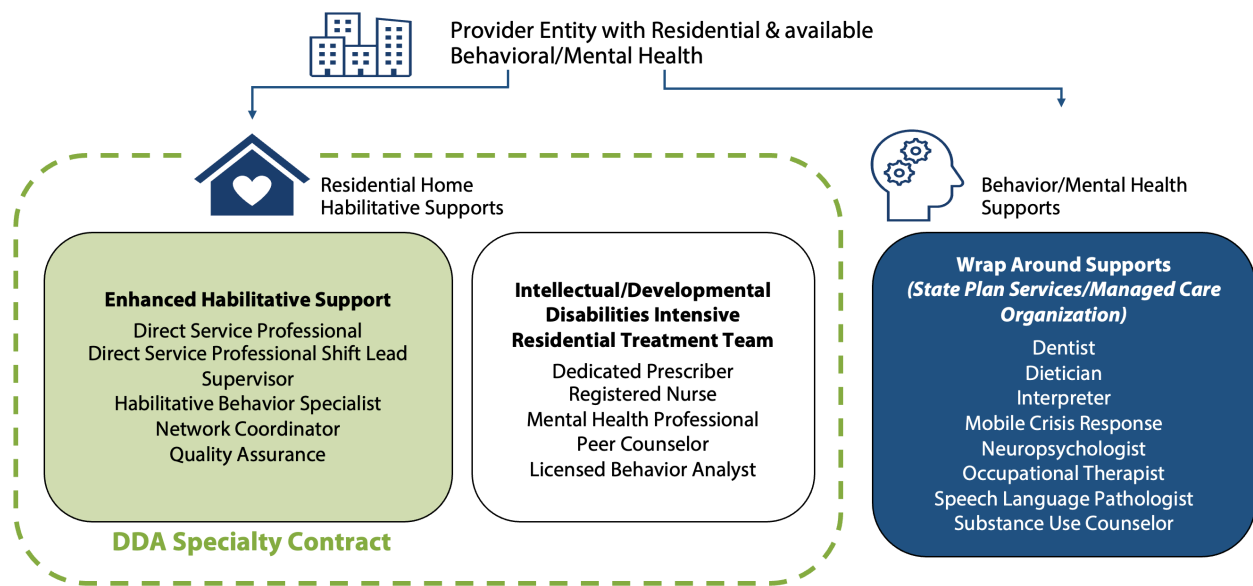 Provider Entity with Residential & available
Behavioral/Mental Health
Residential Home
Habilitative Supports
Enhanced Habilitative Support
Direct Service Professional
Direct Service Professional Shift Lead
Supervisor
Habilitative Behavior Specialist
Network Coordinator
Quality Assurance
Intellectual/Developmental
Disabilities Intensive
Residential Treatment Team
Dedicated Prescriber
Registered Nurse
Mental Health Professional
Peer Counselor
Licensed Behavior Analyst
DDA Specialty Contract
Behavior/Mental Health
Supports
Wrap Around Supports
(State Plan Services/Managed Care
Organization)
Dentist
Dietician
Interpreter
Mobile Crisis Response
Neuropsychologist
Occupational Therapist
Speech Language Pathologist
Substance Use Counselor